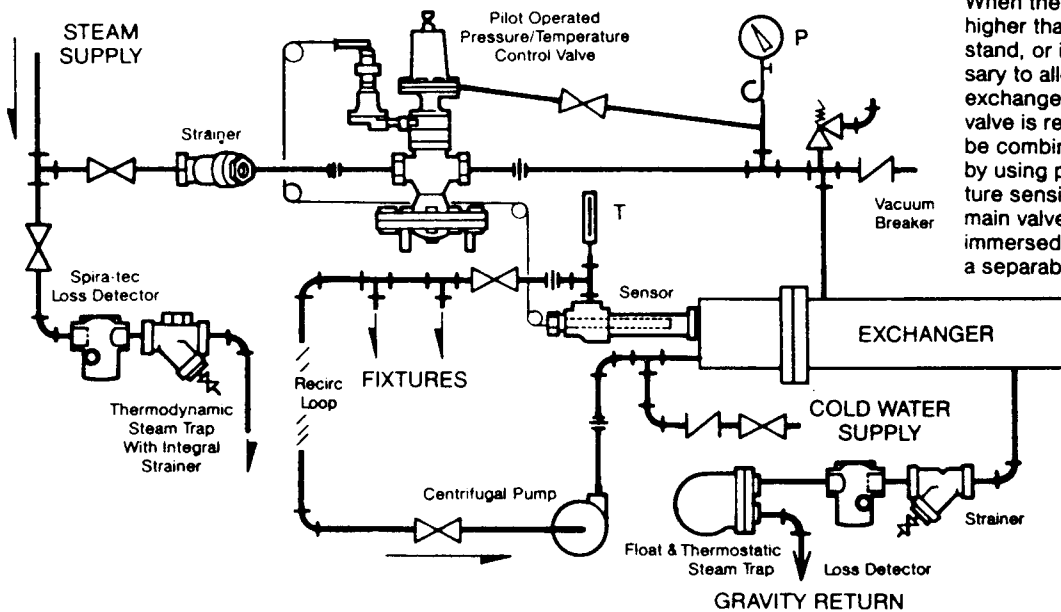 STEAM
SUPPLY
Pilot Operated
Pressure/Temperature
Control Valve
P
Strainer
Vacuum
Breaker
T
Spira-tec
Loss Detector
Sensor
EXCHANGER
FIXTURES
Recirc
Loop
Thermodynamic
Steam Trap
With Integral
Strainer
COLD WATER
SUPPLY
Centrifugal Pump
Strainer
Float & Thermostatic
Steam Trap
Loss Detector
GRAVITY RETURN
When the
higher tha
stand, or i
sary to all
exchange
valve is re
be combin
by using p
ture sensi
main valve
immersed
a separab